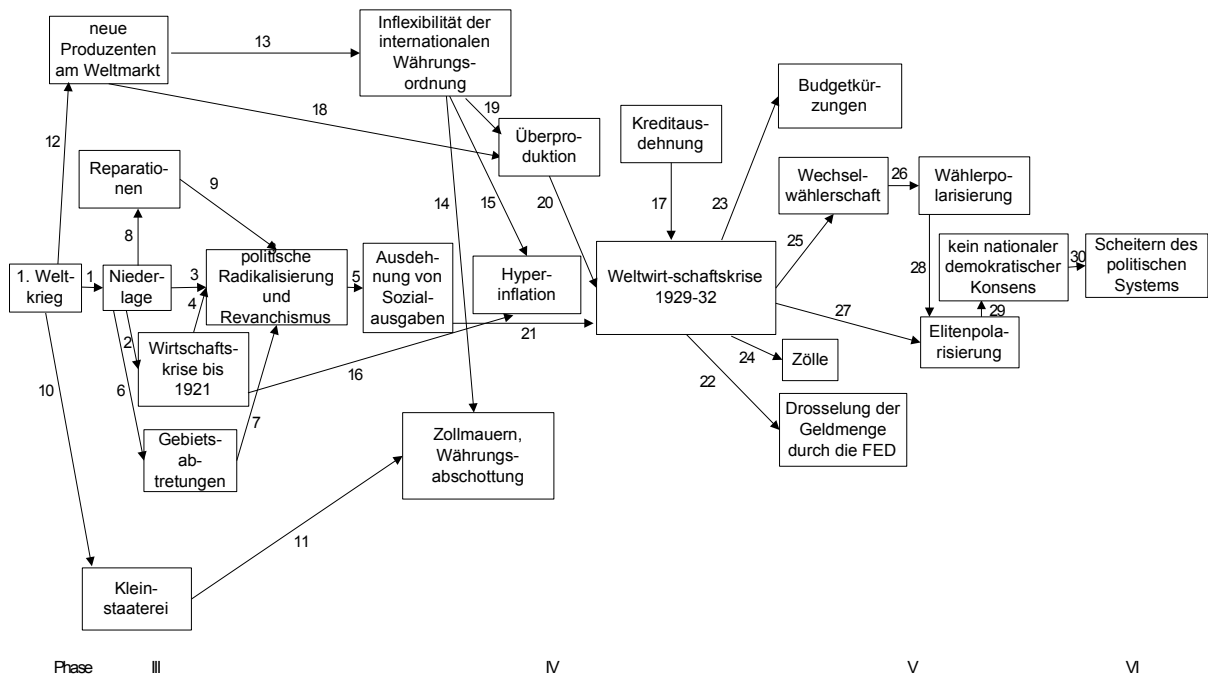 neue
Produzenten
am Weltmarkt
13
Inflexibilität der
internationalen
Währungs-
ordnung
Budgetkür-
zungen
12
18
19
Überpro-
duktion
Kreditaus-
dehnung
Reparatio-
nen
9
14
15
20
17
23
Wechsel-
wählerschaft
26
Wähler-
polarisierung
8
25
28
1. Welt-
krieg
1
Nieder-
lage
3
4
politische
Radikalisierung
und
Revanchismus
5
Ausdehnung von
Sozial-
ausgaben
Hyper-
inflation
Weltwirt-schaftskrise
1929-32
kein nationaler
demokratischer
Konsens
30
Scheitern des
politischen
Systems
27
29
21
Elitenpola-
risierung
2
Wirtschafts-
krise bis
1921
16
24
Zölle
10
6
7
22
Gebiets-
ab-
tretungen
Zollmauern,
Währungs-
abschottung
Drosselung der
Geldmenge
durch die FED
11
Klein-
staaterei
Phase III IV V VI